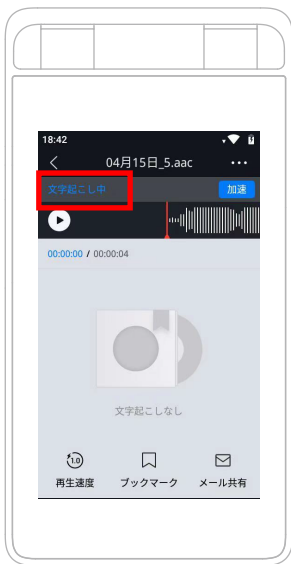 18:42
04月15日_5.aac
文字起こし中
加速
00:00:00 / 00:00:04
文字起こしなし
1.0
再生速度 ブックマーク メール共有